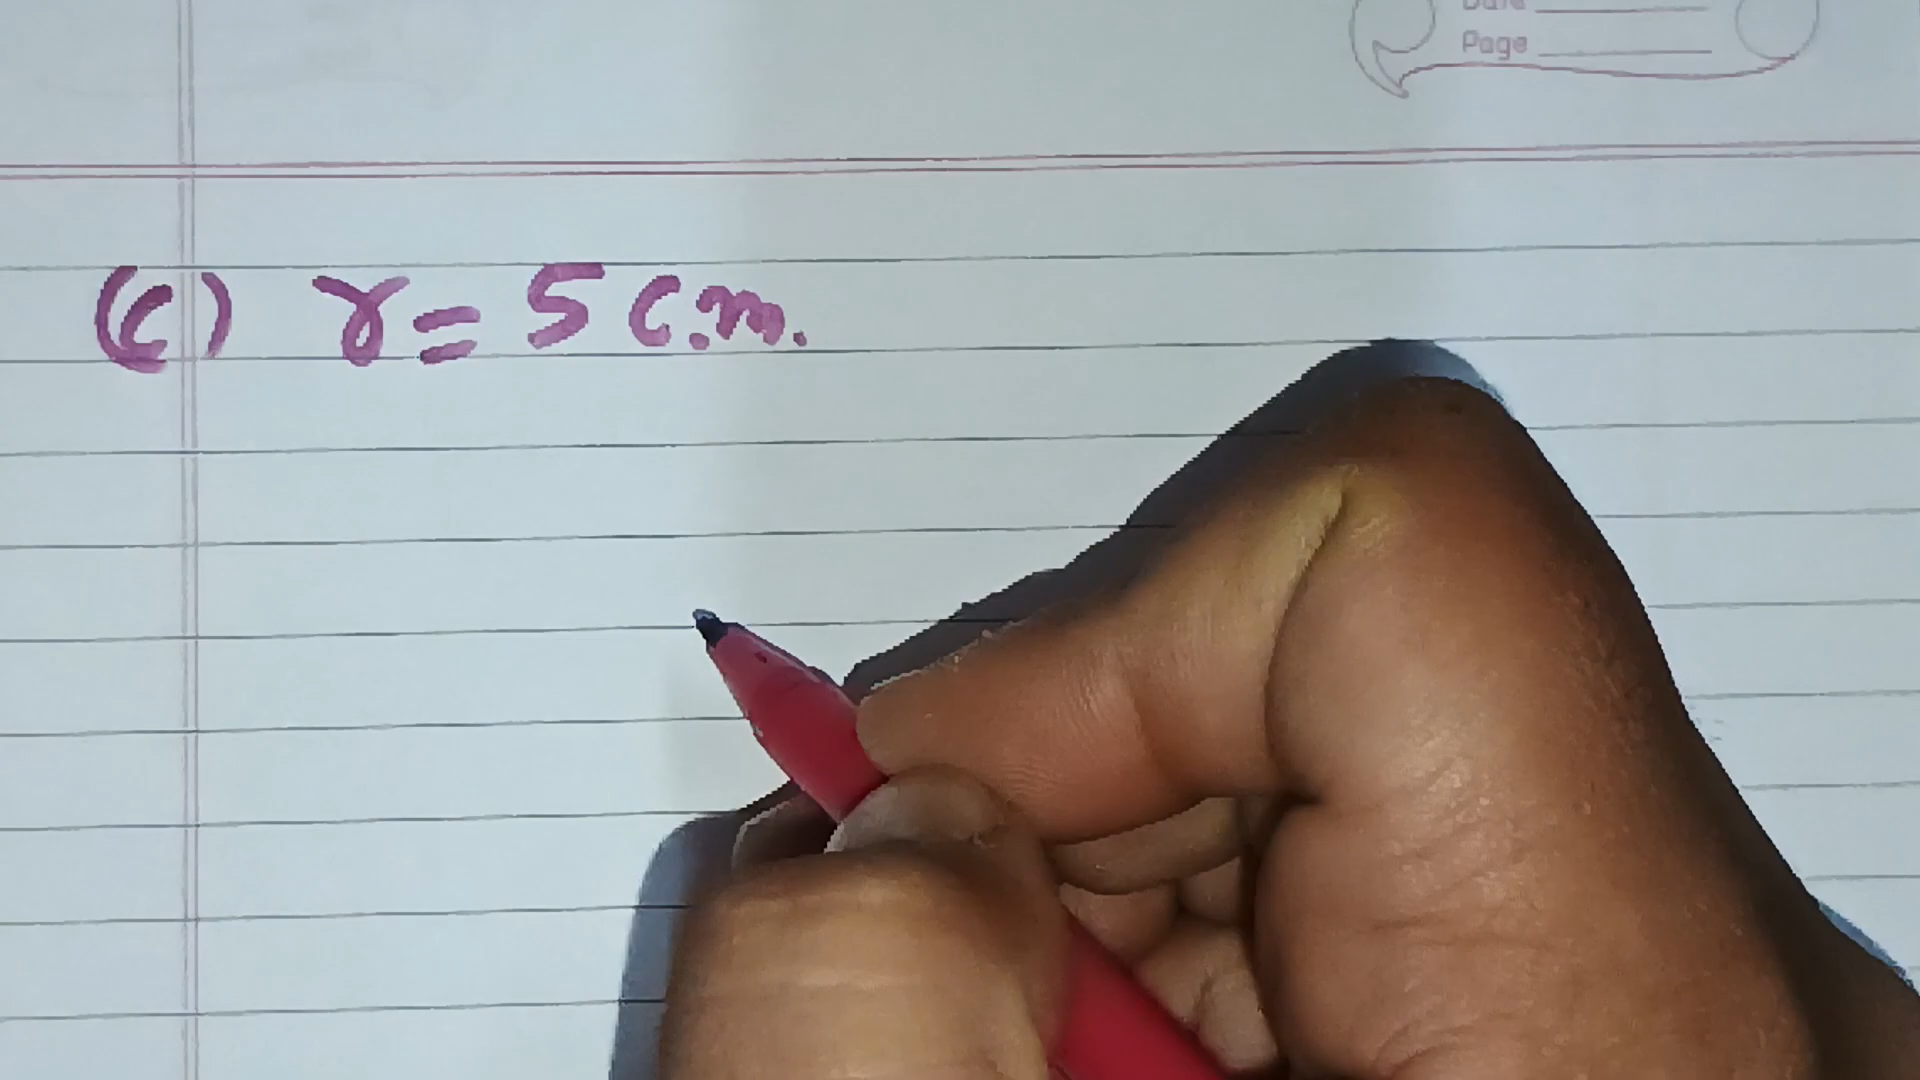 Date
Page
(c) r = 5 c.m.